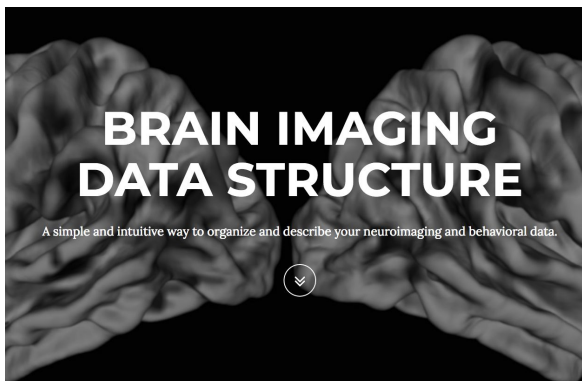 BRAIN IMAGING
DATA STRUCTURE
A simple and intuitive way to organize and describe your neuroimaging and behavioral data.